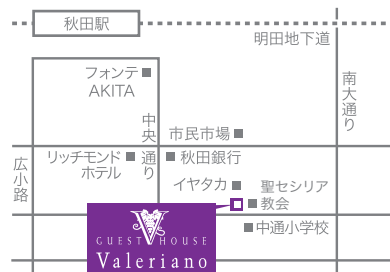 秋田駅
明田地下道
フォンテ
AKITA
南大通り
中央通り
市民市場
広小路
リッチモンド
ホテル
秋田銀行
イヤタカ
聖セシリア
教会
中通小学校
GUEST HOUSE
Valeriano